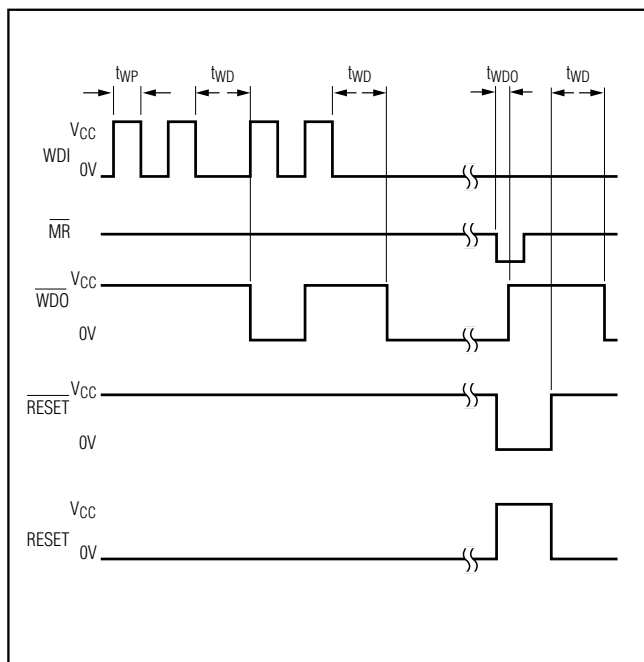 tWP tWD tWD tWDO tWD
VCC
WDI
0V
MR
VCC
WDO
0V
VCC
RESET
0V
VCC
RESET
0V